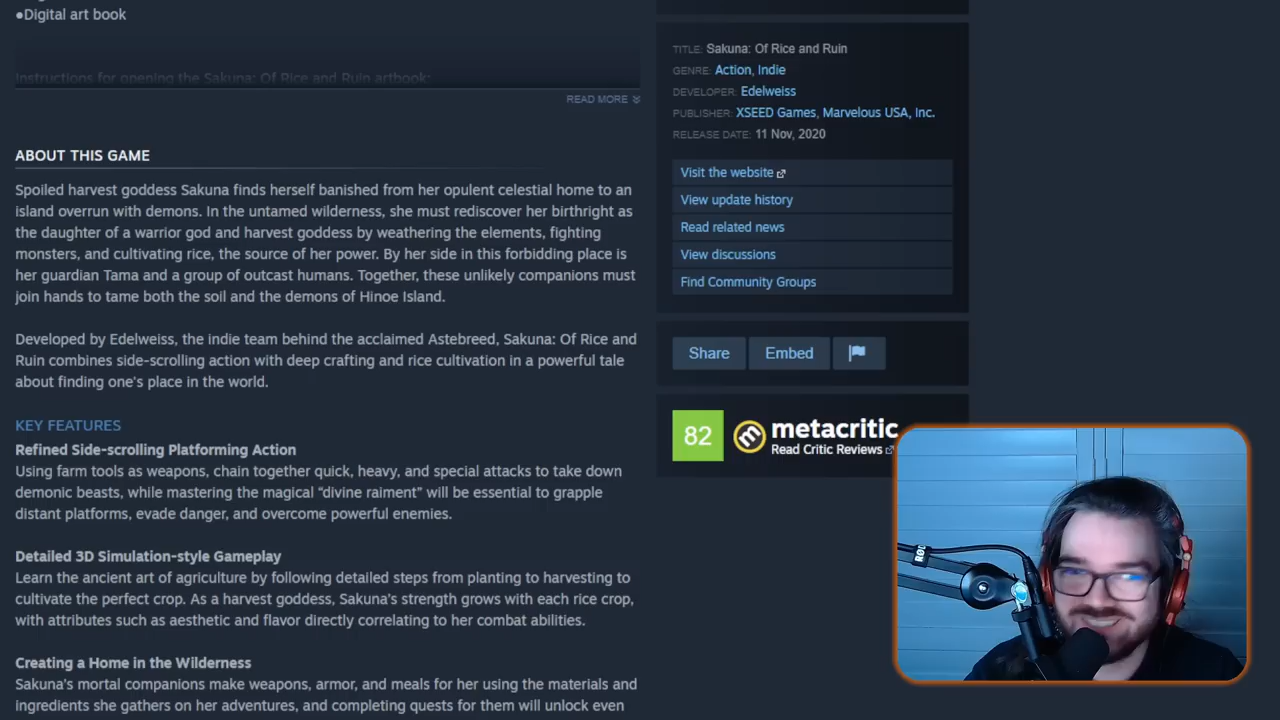 ●Digital art book
Instructions for opening the Sakuna: Of Rice and Ruin artbook:
READ MORE
ABOUT THIS GAME
Spoiled harvest goddess Sakuna finds herself banished from her opulent celestial home to an
island overrun with demons. In the untamed wilderness, she must rediscover her birthright as
the daughter of a warrior god and harvest goddess by weathering the elements, fighting
monsters, and cultivating rice, the source of her power. By her side in this forbidding place is
her guardian Tama and a group of outcast humans. Together, these unlikely companions must
join hands to tame both the soil and the demons of Hinoe Island.
Developed by Edelweiss, the indie team behind the acclaimed Astebreed, Sakuna: Of Rice and
Ruin combines side-scrolling action with deep crafting and rice cultivation in a powerful tale
about finding one's place in the world.
KEY FEATURES
Refined Side-scrolling Platforming Action
Using farm tools as weapons, chain together quick, heavy, and special attacks to take down
demonic beasts, while mastering the magical “divine raiment” will be essential to grapple
distant platforms, evade danger, and overcome powerful enemies.
Detailed 3D Simulation-style Gameplay
Learn the ancient art of agriculture by following detailed steps from planting to harvesting to
cultivate the perfect crop. As a harvest goddess, Sakuna's strength grows with each rice crop,
with attributes such as aesthetic and flavor directly correlating to her combat abilities.
Creating a Home in the Wilderness
Sakuna's mortal companions make weapons, armor, and meals for her using the materials and
ingredients she gathers on her adventures, and completing quests for them will unlock even
TITLE: Sakuna: Of Rice and Ruin
GENRE: Action, Indie
DEVELOPER: Edelweiss
PUBLISHER: XSEED Games, Marvelous USA, Inc.
RELEASE DATE: 11 Nov, 2020
Visit the website
View update history
Read related news
View discussions
Find Community Groups
Share
Embed
82
metacritic
Read Critic Reviews
RØDE